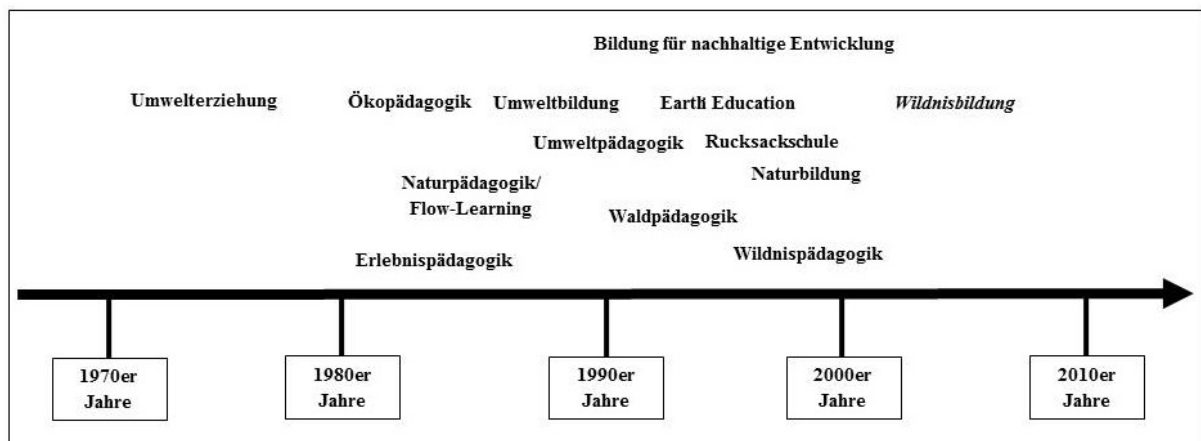 Bildung für nachhaltige Entwicklung
Umwelterziehung Ökopädagogik Umweltbildung Earth Education Wildnisbildung
Umweltpädagogik Rucksackschule
Naturbildung
Naturpädagogik/
Flow-Learning
Waldpädagogik
Wildnispädagogik
Erlebnispädagogik
1970er
Jahre
1980er
Jahre
1990er
Jahre
2000er
Jahre
2010er
Jahre